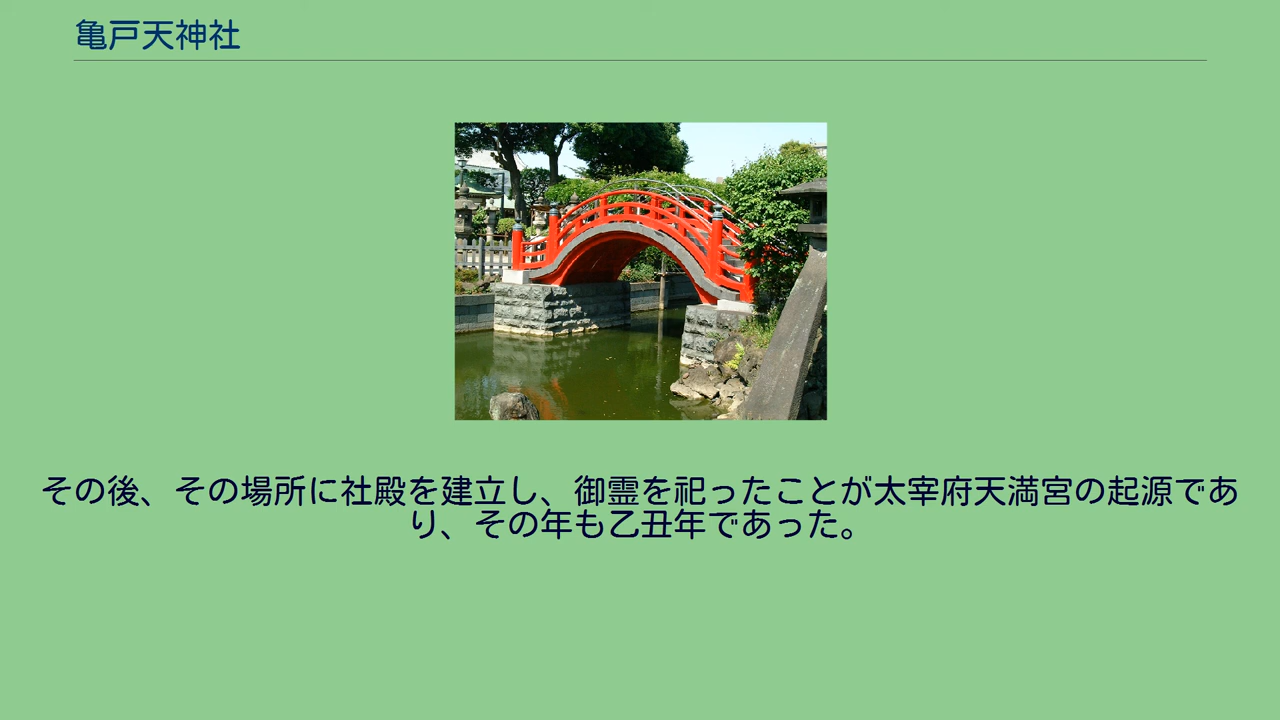 亀戸天神社
その後、その場所に社殿を建立し、御霊を祀ったことが太宰府天満宮の起源であ
り、その年も乙丑年であった。